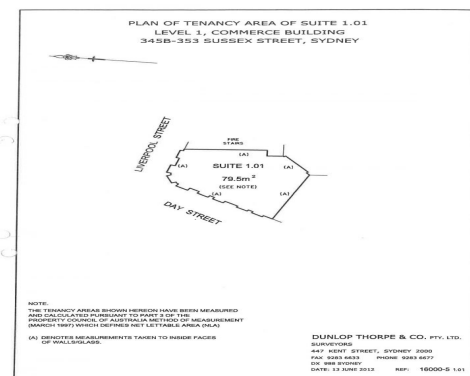 PLAN OF TENANCY AREA OF SUITE 1.01
LEVEL 1, COMMERCE BUILDING
345B-353 SUSSEX STREET, SYDNEY
LIVERPOOL STREET
FIRE
STAIRS
(A)
(A)
SUITE 1.01
79.5m²
(SEE NOTE)
(A)
(A)
DAY STREET
NOTE.
THE TENANCY AREAS SHOWN HEREON HAVE BEEN MEASURED
AND CALCULATED PURSUANT TO PART 3 OF THE
PROPERTY COUNCIL OF AUSTRALIA METHOD OF MEASUREMENT
(MARCH 1997) WHICH DEFINES NET LETTABLE AREA (NLA)
(A) DENOTES MEASUREMENTS TAKEN TO INSIDE FACES
OF WALLS/GLASS.
DUNLOP THORPE & CO. PTY. LTD.
SURVEYORS
447 KENT STREET, SYDNEY 2000
FAX 9283 6633 PHONE 9283 6677
DX 998 SYDNEY
DATE: 13 JUNE 2012 REF: 16000-5 1.01